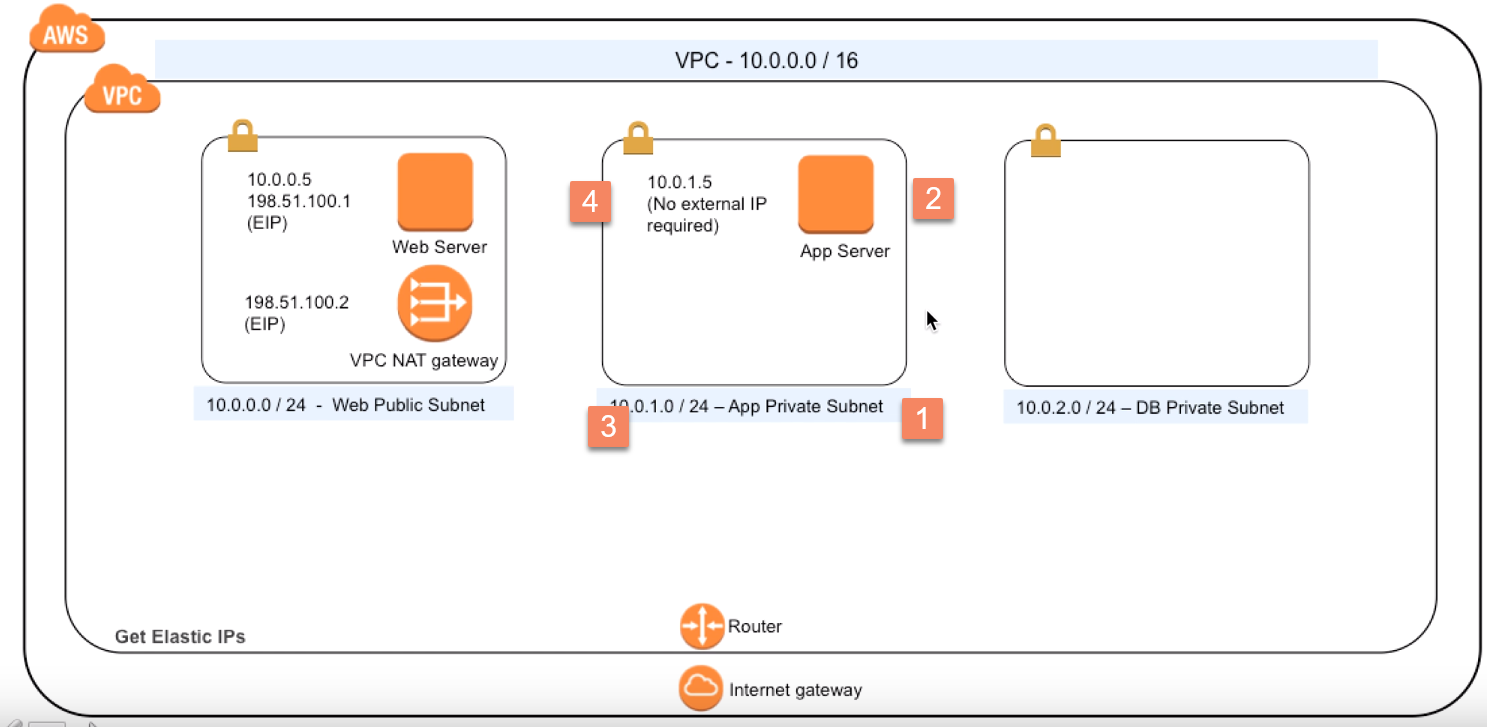 AWS
VPC - 10.0.0.0 / 16
VPC
10.0.0.5
198.51.100.1
(EIP)
Web Server
198.51.100.2
(EIP)
VPC NAT gateway
10.0.0.0 / 24 - Web Public Subnet
4
10.0.1.5
(No external IP
required)
App Server
2
10.0.1.0 / 24 – App Private Subnet
3
1
10.0.2.0 / 24 – DB Private Subnet
Get Elastic IPs
Router
Internet gateway